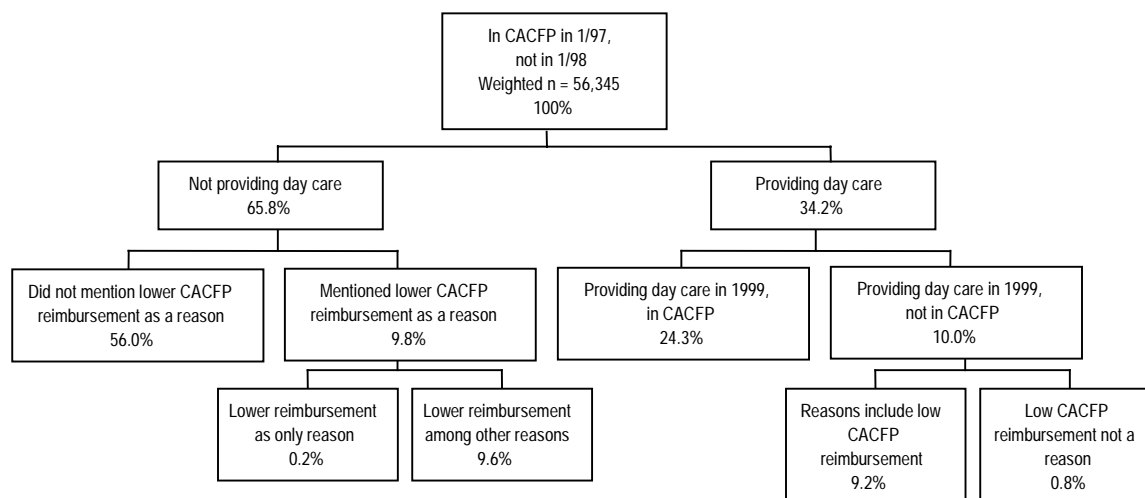 In CACFP in 1/97,
not in 1/98
Weighted n = 56,345
100%
Not providing day care
65.8%
Providing day care
34.2%
Did not mention lower CACFP
reimbursement as a reason
56.0%
Mentioned lower CACFP
reimbursement as a reason
9.8%
Providing day care in 1999,
in CACFP
24.3%
Providing day care in 1999,
not in CACFP
10.0%
Lower reimbursement
as only reason
0.2%
Lower reimbursement
among other reasons
9.6%
Reasons include low
CACFP
reimbursement
9.2%
Low CACFP
reimbursement not a
reason
0.8%